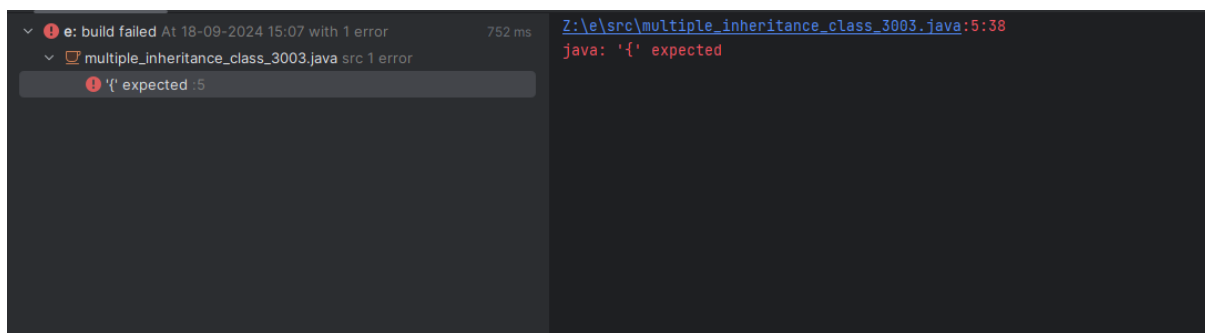 e: build failed At 18-09-2024 15:07 with 1 error 752 ms
multiple_inheritance_class_3003.java src 1 error
'{' expected :5
Z:\e\src\multiple_inheritance_class_3003.java:5:38
java: '{' expected